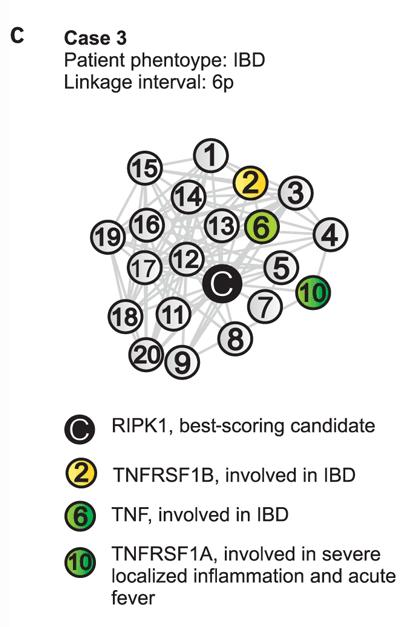 C
Case 3
Patient phentoype: IBD
Linkage interval: 6p
1
15
2
3
14
13
6
16
19
4
12
17
5
C
10
7
18
11
8
20
9
C RIPK1, best-scoring candidate
2 TNFRSF1B, involved in IBD
6 TNF, involved in IBD
10 TNFRSF1A, involved in severe
localized inflammation and acute
fever